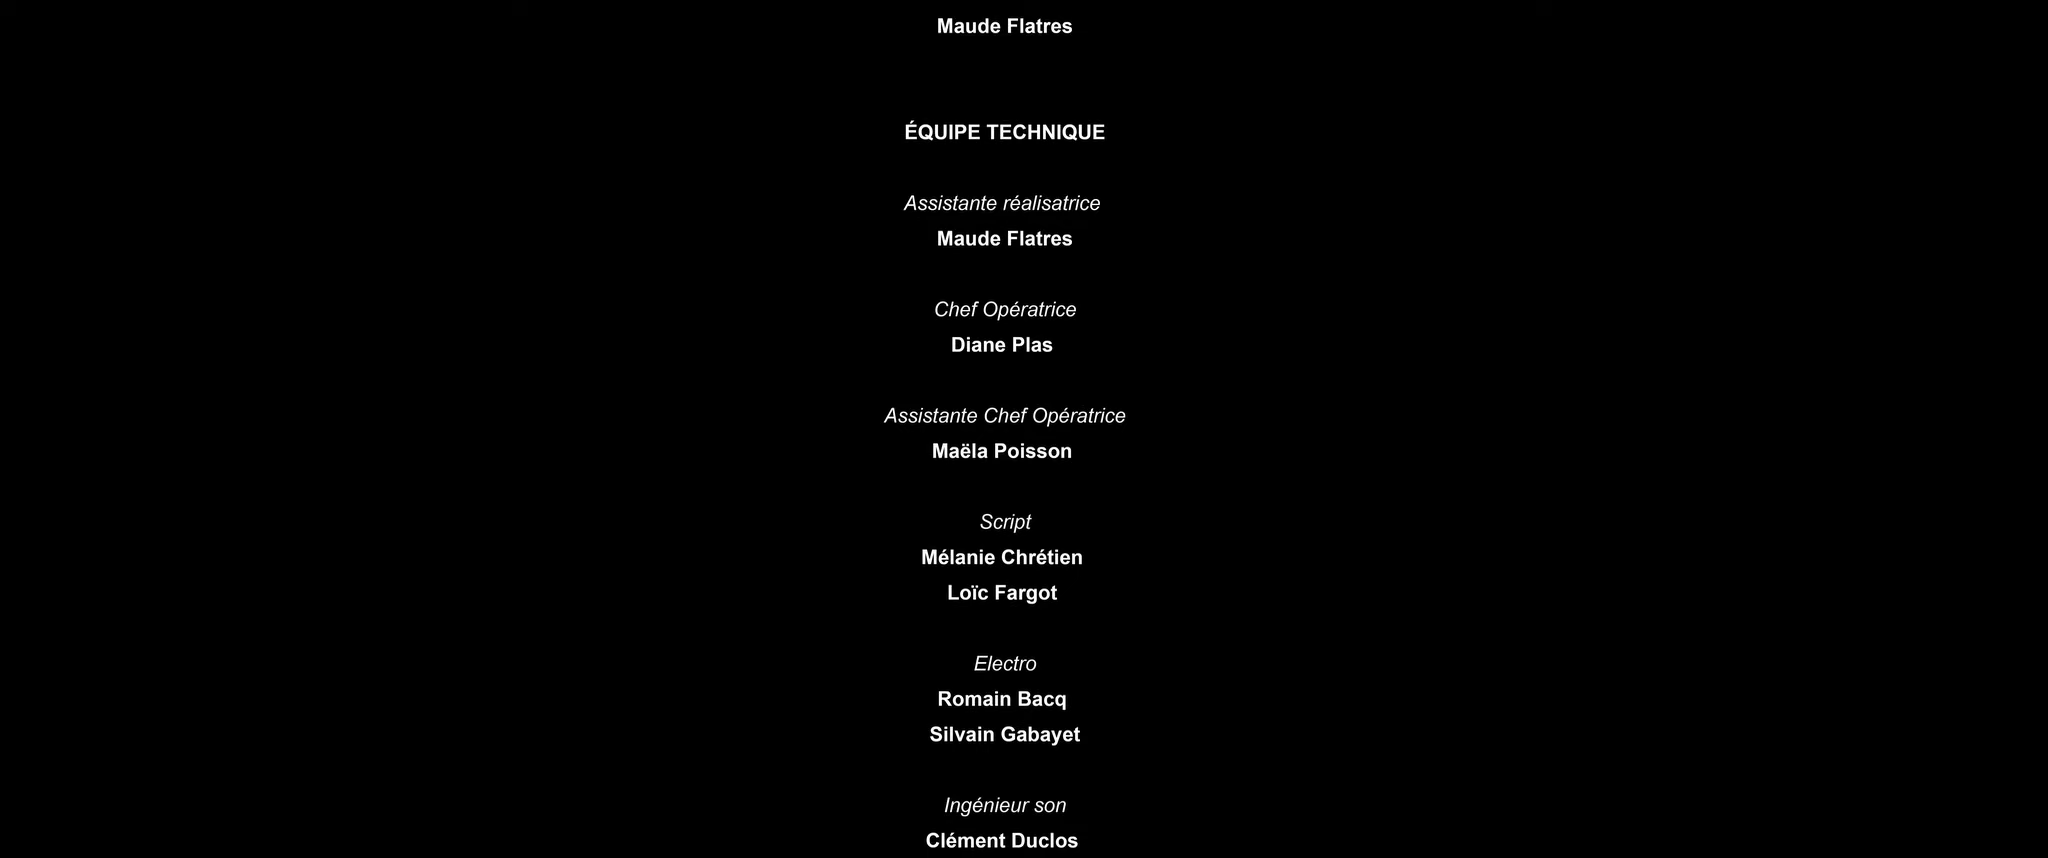 Maude Flatres
ÉQUIPE TECHNIQUE
Assistante réalisatrice
Maude Flatres
Chef Opératrice
Diane Plas
Assistante Chef Opératrice
Maëla Poisson
Script
Mélanie Chrétien
Loïc Fargot
Electro
Romain Bacq
Silvain Gabayet
Ingénieur son
Clément Duclos